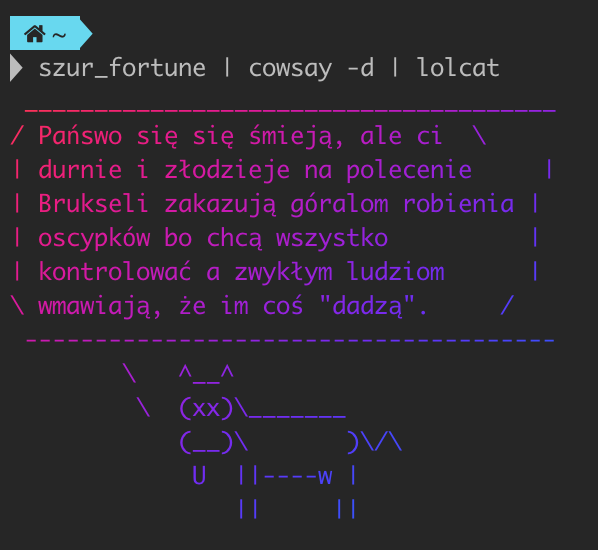 ~
szur_fortune | cowsay -d | lolcat
 ______________________________________
/ Pańswo się się śmieją, ale ci  \
| durnie i złodzieje na polecenie     |
| Brukseli zakazują góralom robienia |
| oscypków bo chcą wszystko          |
| kontrolować a zwykłym ludziom      |
\ wmawiają, że im coś "dadzą".     /
 --------------------------------------
        \   ^__^
         \  (xx)\_______
            (__)\       )\/\
             U  ||----w |
                ||     ||